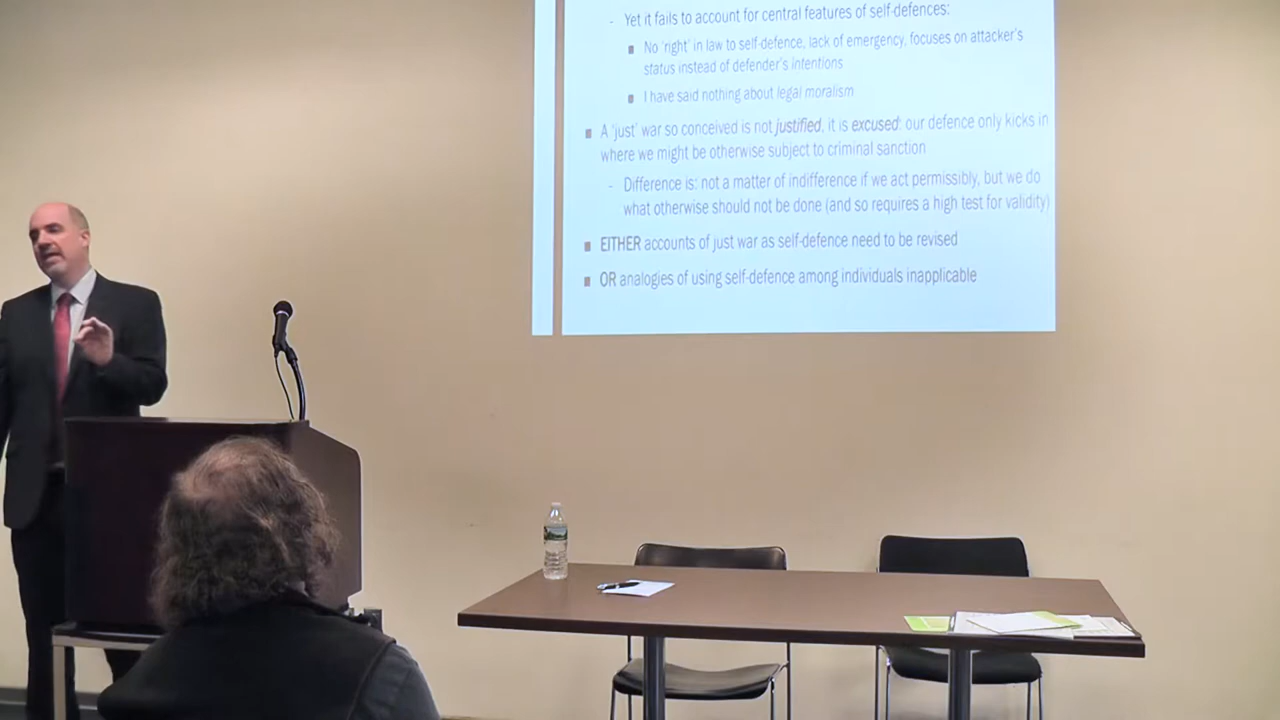 - Yet it fails to account for central features of self-defences:
No 'right' in law to self-defence, lack of emergency, focuses on attacker's
status instead of defender's intentions
I have said nothing about legal moralism
A 'just' war so conceived is not justified, it is excused: our defence only kicks in
where we might be otherwise subject to criminal sanction
- Difference is: not a matter of indifference if we act permissibly, but we do
what otherwise should not be done (and so requires a high test for validity)
EITHER accounts of just war as self-defence need to be revised
OR analogies of using self-defence among individuals inapplicable